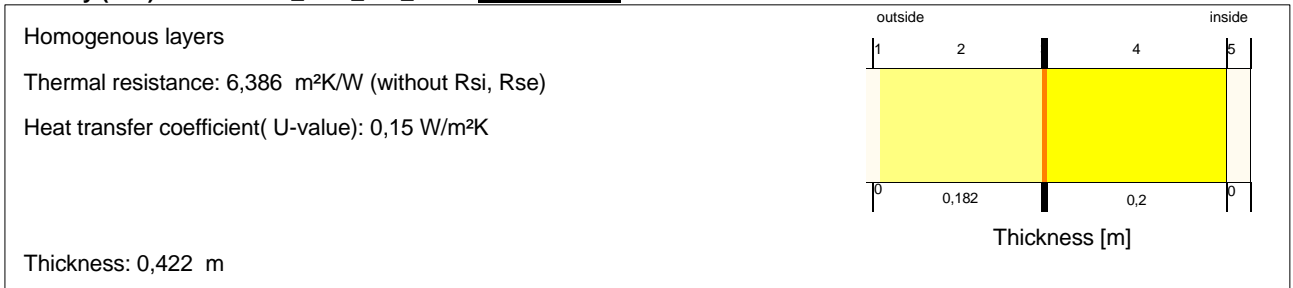 Homogenous layers
Thermal resistance: 6,386 m²K/W (without Rsi, Rse)
Heat transfer coefficient( U-value): 0,15 W/m²K
Thickness: 0,422 m
outside inside
1 2 4 5
0 0,182 0,2 0
Thickness [m]